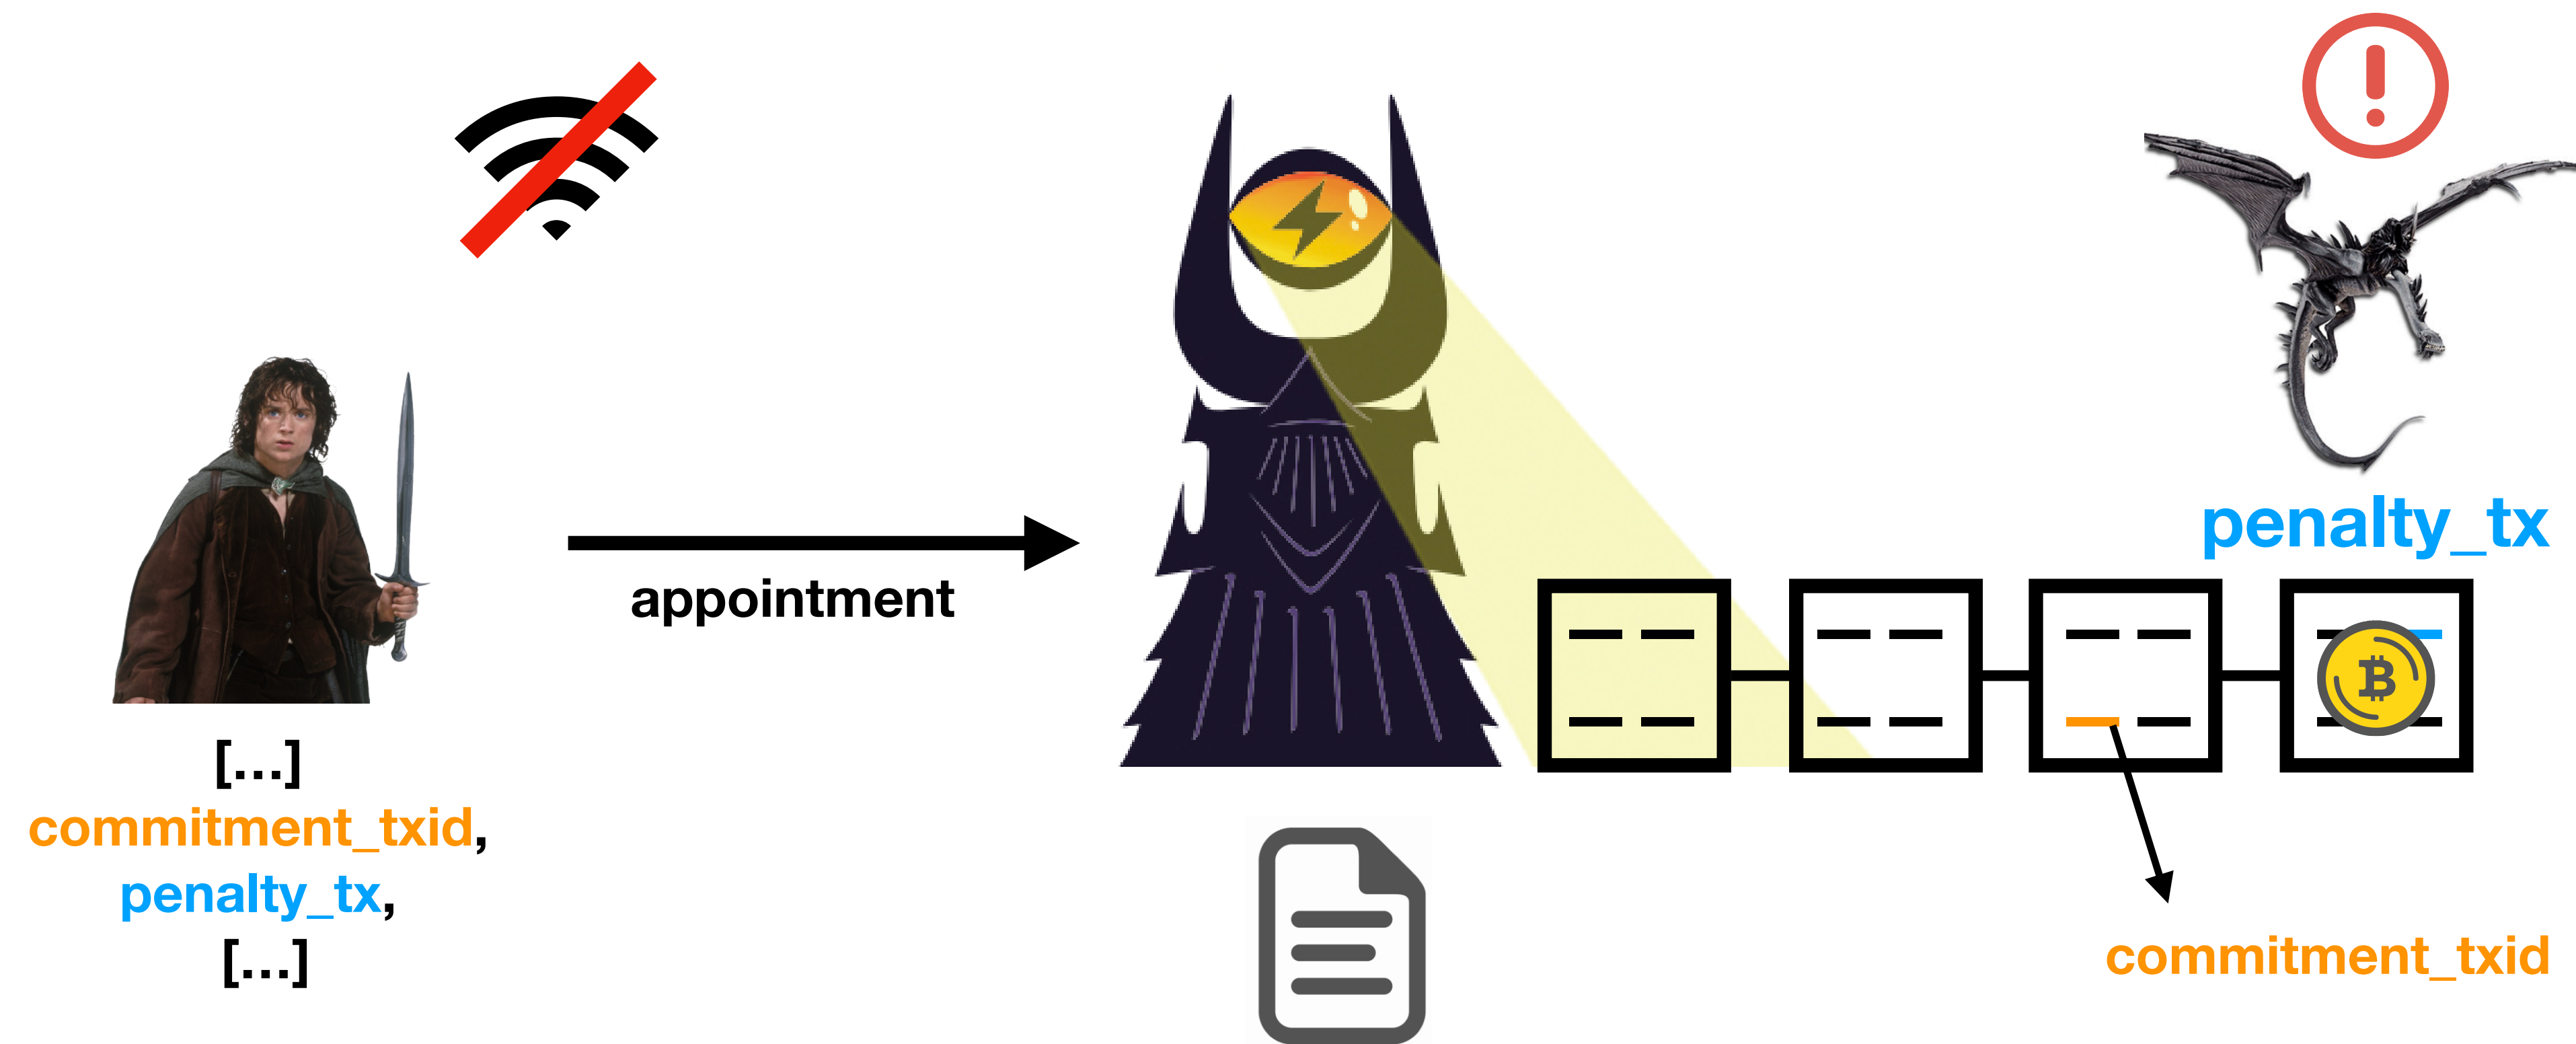 appointment
[...]
commitment_txid,
penalty_tx,
[...]
penalty_tx
commitment_txid